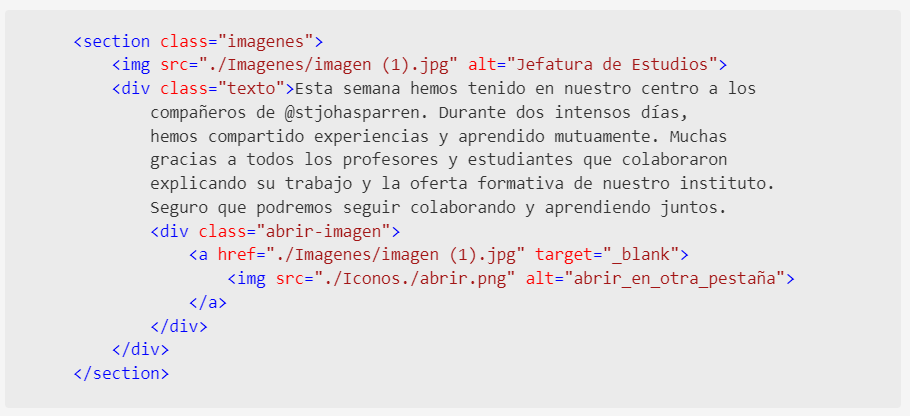 <section class="imagenes">
<img src="./Imagenes/imagen (1).jpg" alt="Jefatura de Estudios">
<div class="texto">Esta semana hemos tenido en nuestro centro a los
compañeros de @stjohasparren. Durante dos intensos días,
hemos compartido experiencias y aprendido mutuamente. Muchas
gracias a todos los profesores y estudiantes que colaboraron
explicando su trabajo y la oferta formativa de nuestro instituto.
Seguro que podremos seguir colaborando y aprendiendo juntos.
<div class="abrir-imagen">
<a href="./Imagenes/imagen (1).jpg" target="_blank">
<img src="./Iconos./abrir.png" alt="abrir_en_otra_pestaña">
</a>
</div>
</div>
</section>